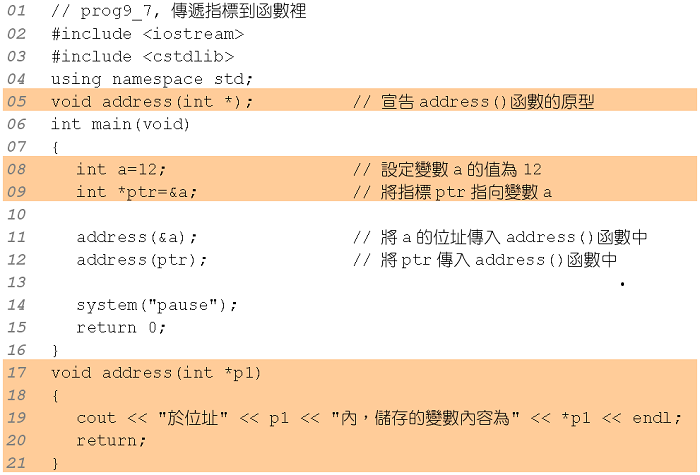 01 // prog9_7, 傳遞指標到函數裡
02 #include <iostream>
03 #include <cstdlib>
04 using namespace std;
05 void address(int *); // 宣告 address()函數的原型
06 int main(void)
07 {
08 int a=12; // 設定變數 a 的值為 12
09 int *ptr=&a; // 將指標 ptr 指向變數 a
10
11 address(&a); // 將 a 的位址傳入 address()函數中
12 address(ptr); // 將 ptr 傳入 address()函數中
13
14 system("pause");
15 return 0;
16 }
17 void address(int *p1)
18 {
19 cout << "於位址" << p1 << "內，儲存的變數內容為" << *p1 << endl;
20 return;
21 }